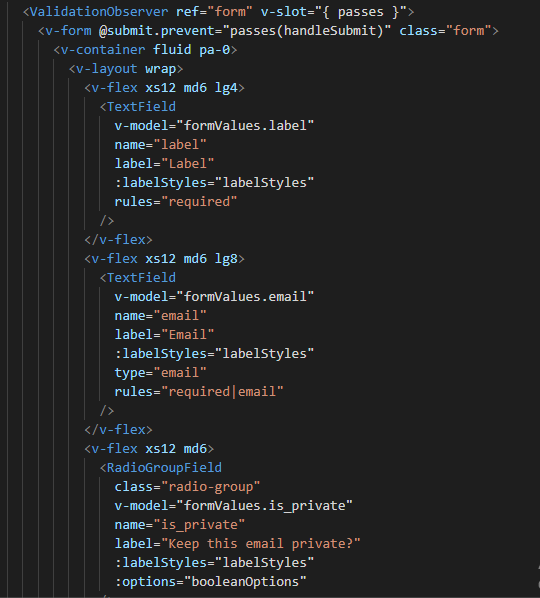 <ValidationObserver ref="form" v-slot="{ passes }">
<v-form @submit.prevent="passes(handleSubmit)" class="form">
<v-container fluid pa-0>
<v-layout wrap>
<v-flex xs12 md6 lg4>
<TextField
v-model="formValues.label"
name="label"
label="Label"
:labelStyles="labelStyles"
rules="required"
/>
</v-flex>
<v-flex xs12 md6 lg8>
<TextField
v-model="formValues.email"
name="email"
label="Email"
:labelStyles="labelStyles"
type="email"
rules="required|email"
/>
</v-flex>
<v-flex xs12 md6>
<RadioGroupField
class="radio-group"
v-model="formValues.is_private"
name="is_private"
label="Keep this email private?"
:labelStyles="labelStyles"
:options="booleanOptions"